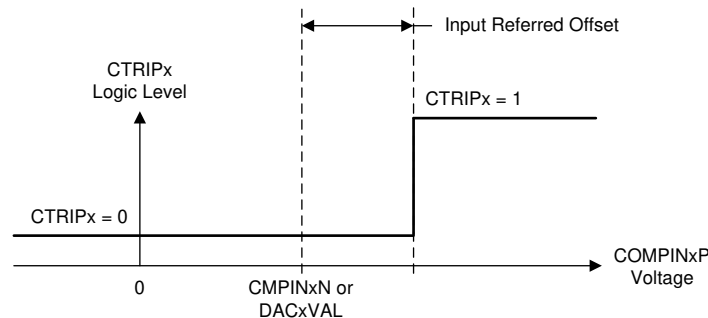 Input Referred Offset
CTRIPx
Logic Level
CTRIPx = 1
CTRIPx = 0
COMPINxP
Voltage
0
CMPINxN or
DACxVAL